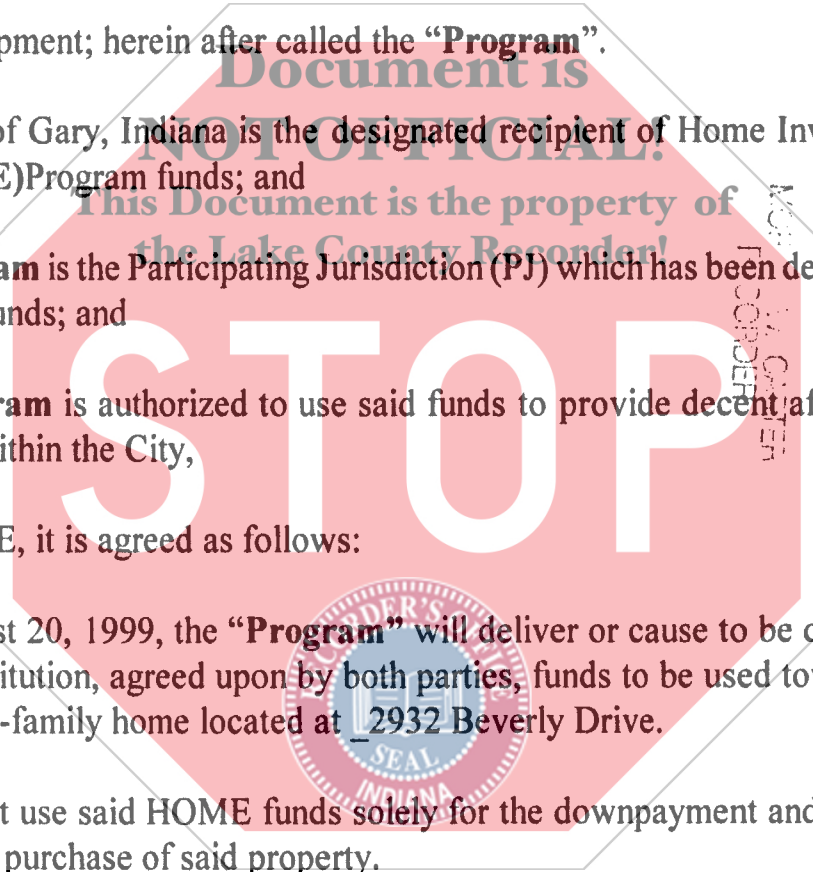 pment; herein after called the “Program”.
Document is
of Gary, Indiana is the designated recipient of Home Inv
NOT OFFICIAL!
E)Program funds; and
This Document is the property of
the Lake County Recorder!
am is the Participating Jurisdiction (PJ) which has been de
unds; and
ram is authorized to use said funds to provide decent af
ithin the City,
STOP
E, it is agreed as follows:
st 20, 1999, the “Program” will deliver or cause to be d
titution, agreed upon by both parties, funds to be used to
-family home located at _2932 Beverly Drive.
RECORDER'S OFFICE
SEAL
INDIANA
t use said HOME funds solely for the downpayment and
purchase of said property.
RECORDER